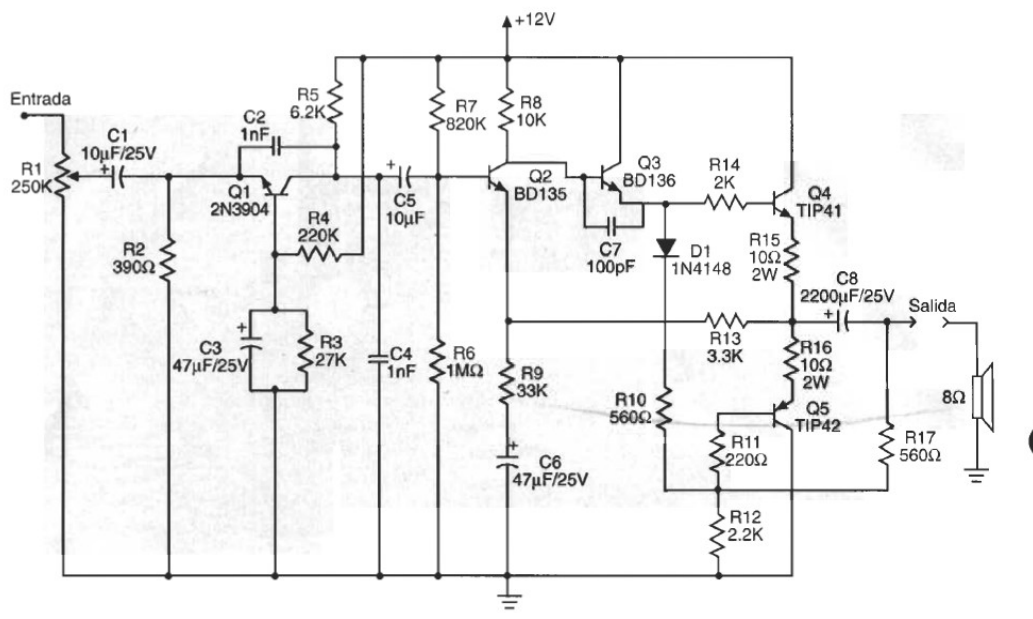 +12V
Entrada
R1
250K
C1
10µF/25V
C2
1nF
R5
6.2K
Q1
2N3904
R2
390Ω
R4
220K
C3
47µF/25V
R3
27K
C4
1nF
C5
10µF
R7
820K
R6
1MΩ
R8
10K
Q2
BD135
Q3
BD136
C7
100pF
R14
2K
D1
1N4148
Q4
TIP41
R15
10Ω
2W
C8
2200µF/25V
Salida
R13
3.3K
R16
10Ω
2W
R9
33K
C6
47µF/25V
R10
560Ω
R11
220Ω
Q5
TIP42
R12
2.2K
R17
560Ω
8Ω
+
+
+
+
+